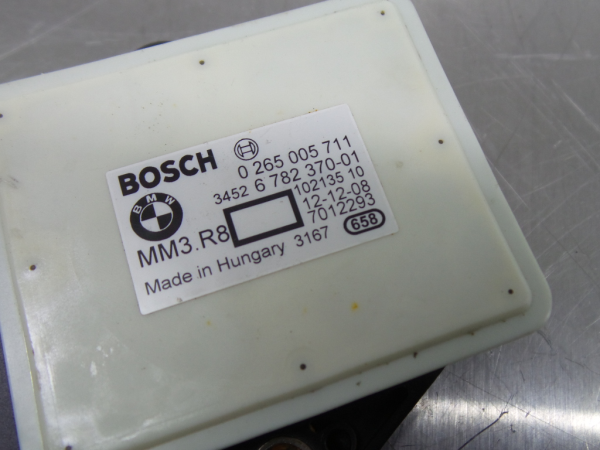 BOSCH 0 265 005 711
3452 6 782 370-01
BMW 102135 10
12-12-08
MM3.R8 7012293
Made in Hungary 3167 658